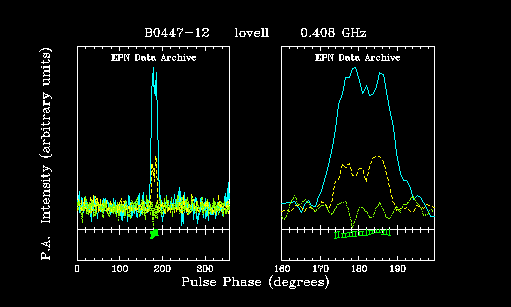 B0447-12 lovell 0.408 GHz
EPN Data Archive EPN Data Archive
P.A. Intensity (arbitrary units)
0 100 200 300 160 170 180 190
Pulse Phase (degrees)